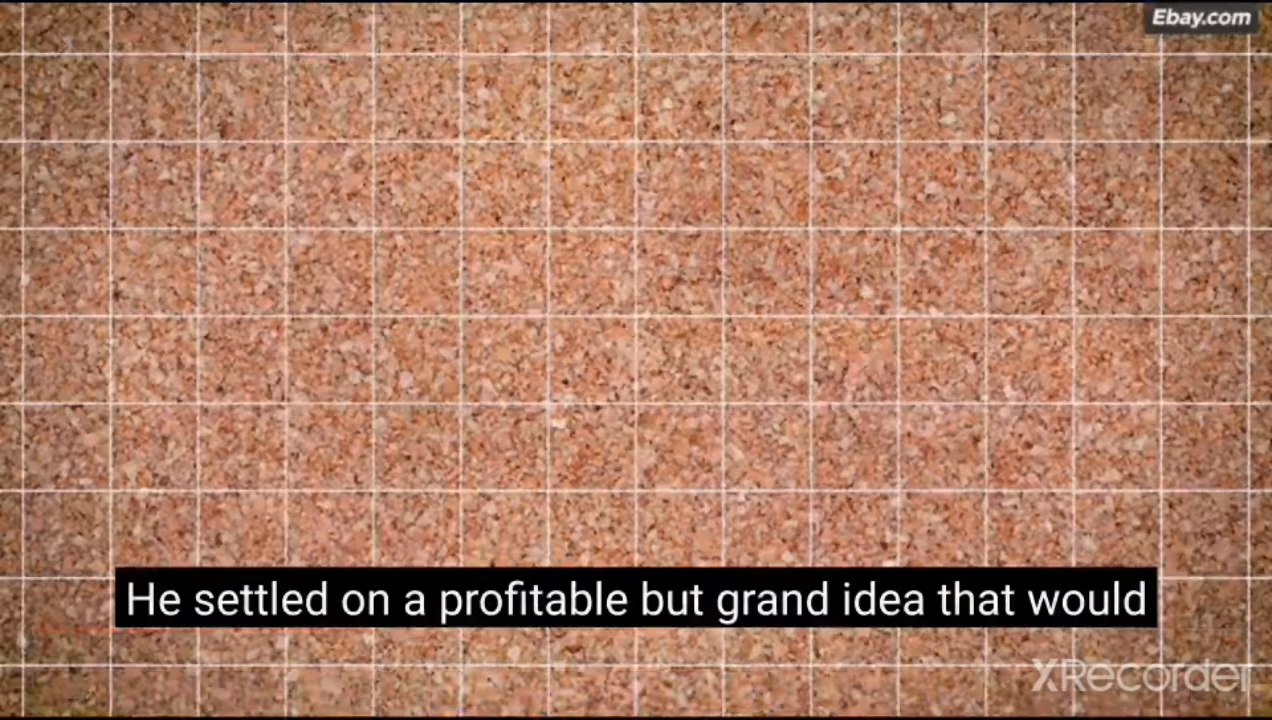 Ebay.com
He settled on a profitable but grand idea that would
XRecorder